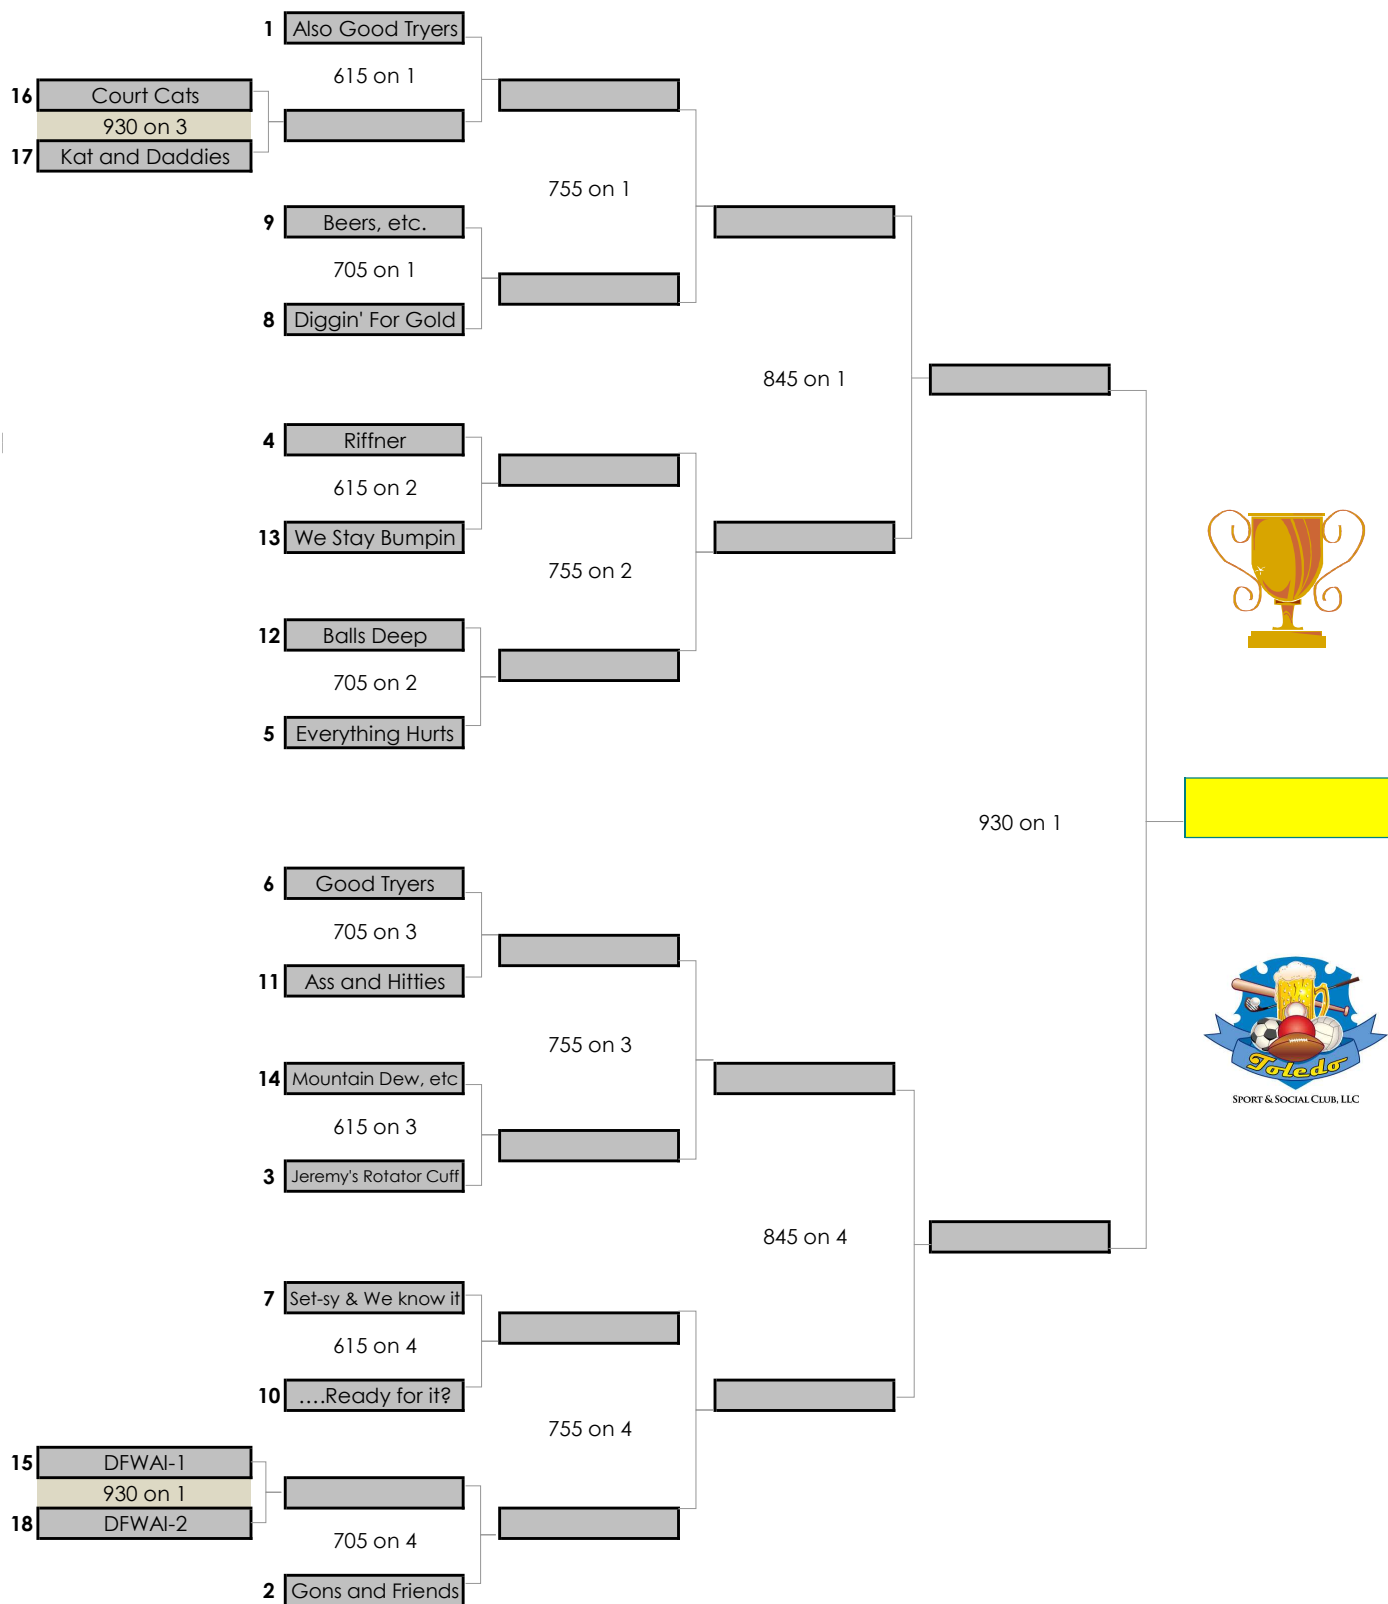 1 Also Good Tryers
615 on 1
16 Court Cats
930 on 3
17 Kat and Daddies
755 on 1
9 Beers, etc.
705 on 1
8 Diggin' For Gold
845 on 1
4 Riffner
615 on 2
13 We Stay Bumpin
755 on 2
12 Balls Deep
705 on 2
5 Everything Hurts
930 on 1
6 Good Tryers
705 on 3
11 Ass and Hitties
755 on 3
14 Mountain Dew, etc
615 on 3
3 Jeremy's Rotator Cuff
Toledo
SPORT & SOCIAL CLUB, LLC
845 on 4
7 Set-sy & We know it
615 on 4
10 ....Ready for it?
755 on 4
15 DFWAI-1
930 on 1
18 DFWAI-2
705 on 4
2 Gons and Friends